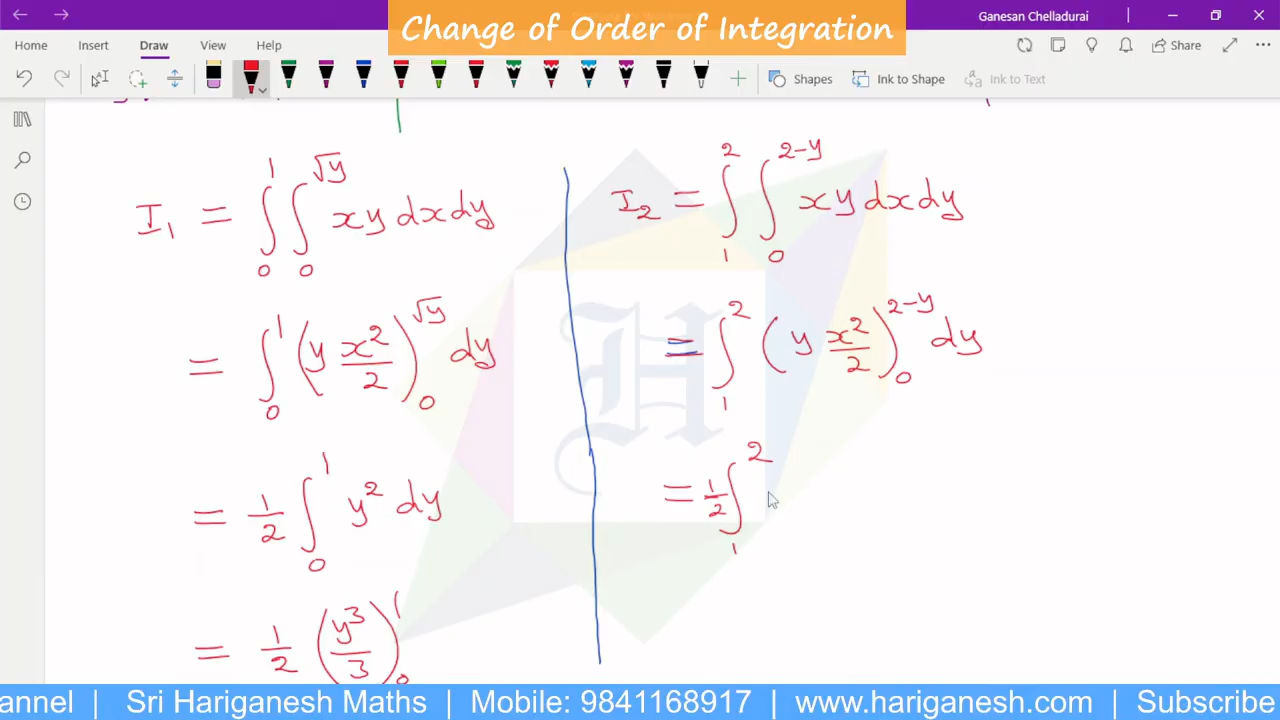 Change of Order of Integration
Ganesan Chelladurai
Home Insert Draw View Help
Share
Shapes Ink to Shape Ink to Text
I₁ = ∫₀¹ ∫₀^√y xy dx dy
= ∫₀¹ (y x²/2)₀^√y dy
= 1/2 ∫₀¹ y² dy
= 1/2 (y³/3)₀¹
I₂ = ∫₁² ∫₀^2-y xy dx dy
= ∫₁² (y x²/2)₀^2-y dy
= 1/2 ∫₁²
H
annel | Sri Hariganesh Maths | Mobile: 9841168917 | www.hariganesh.com | Subscribe